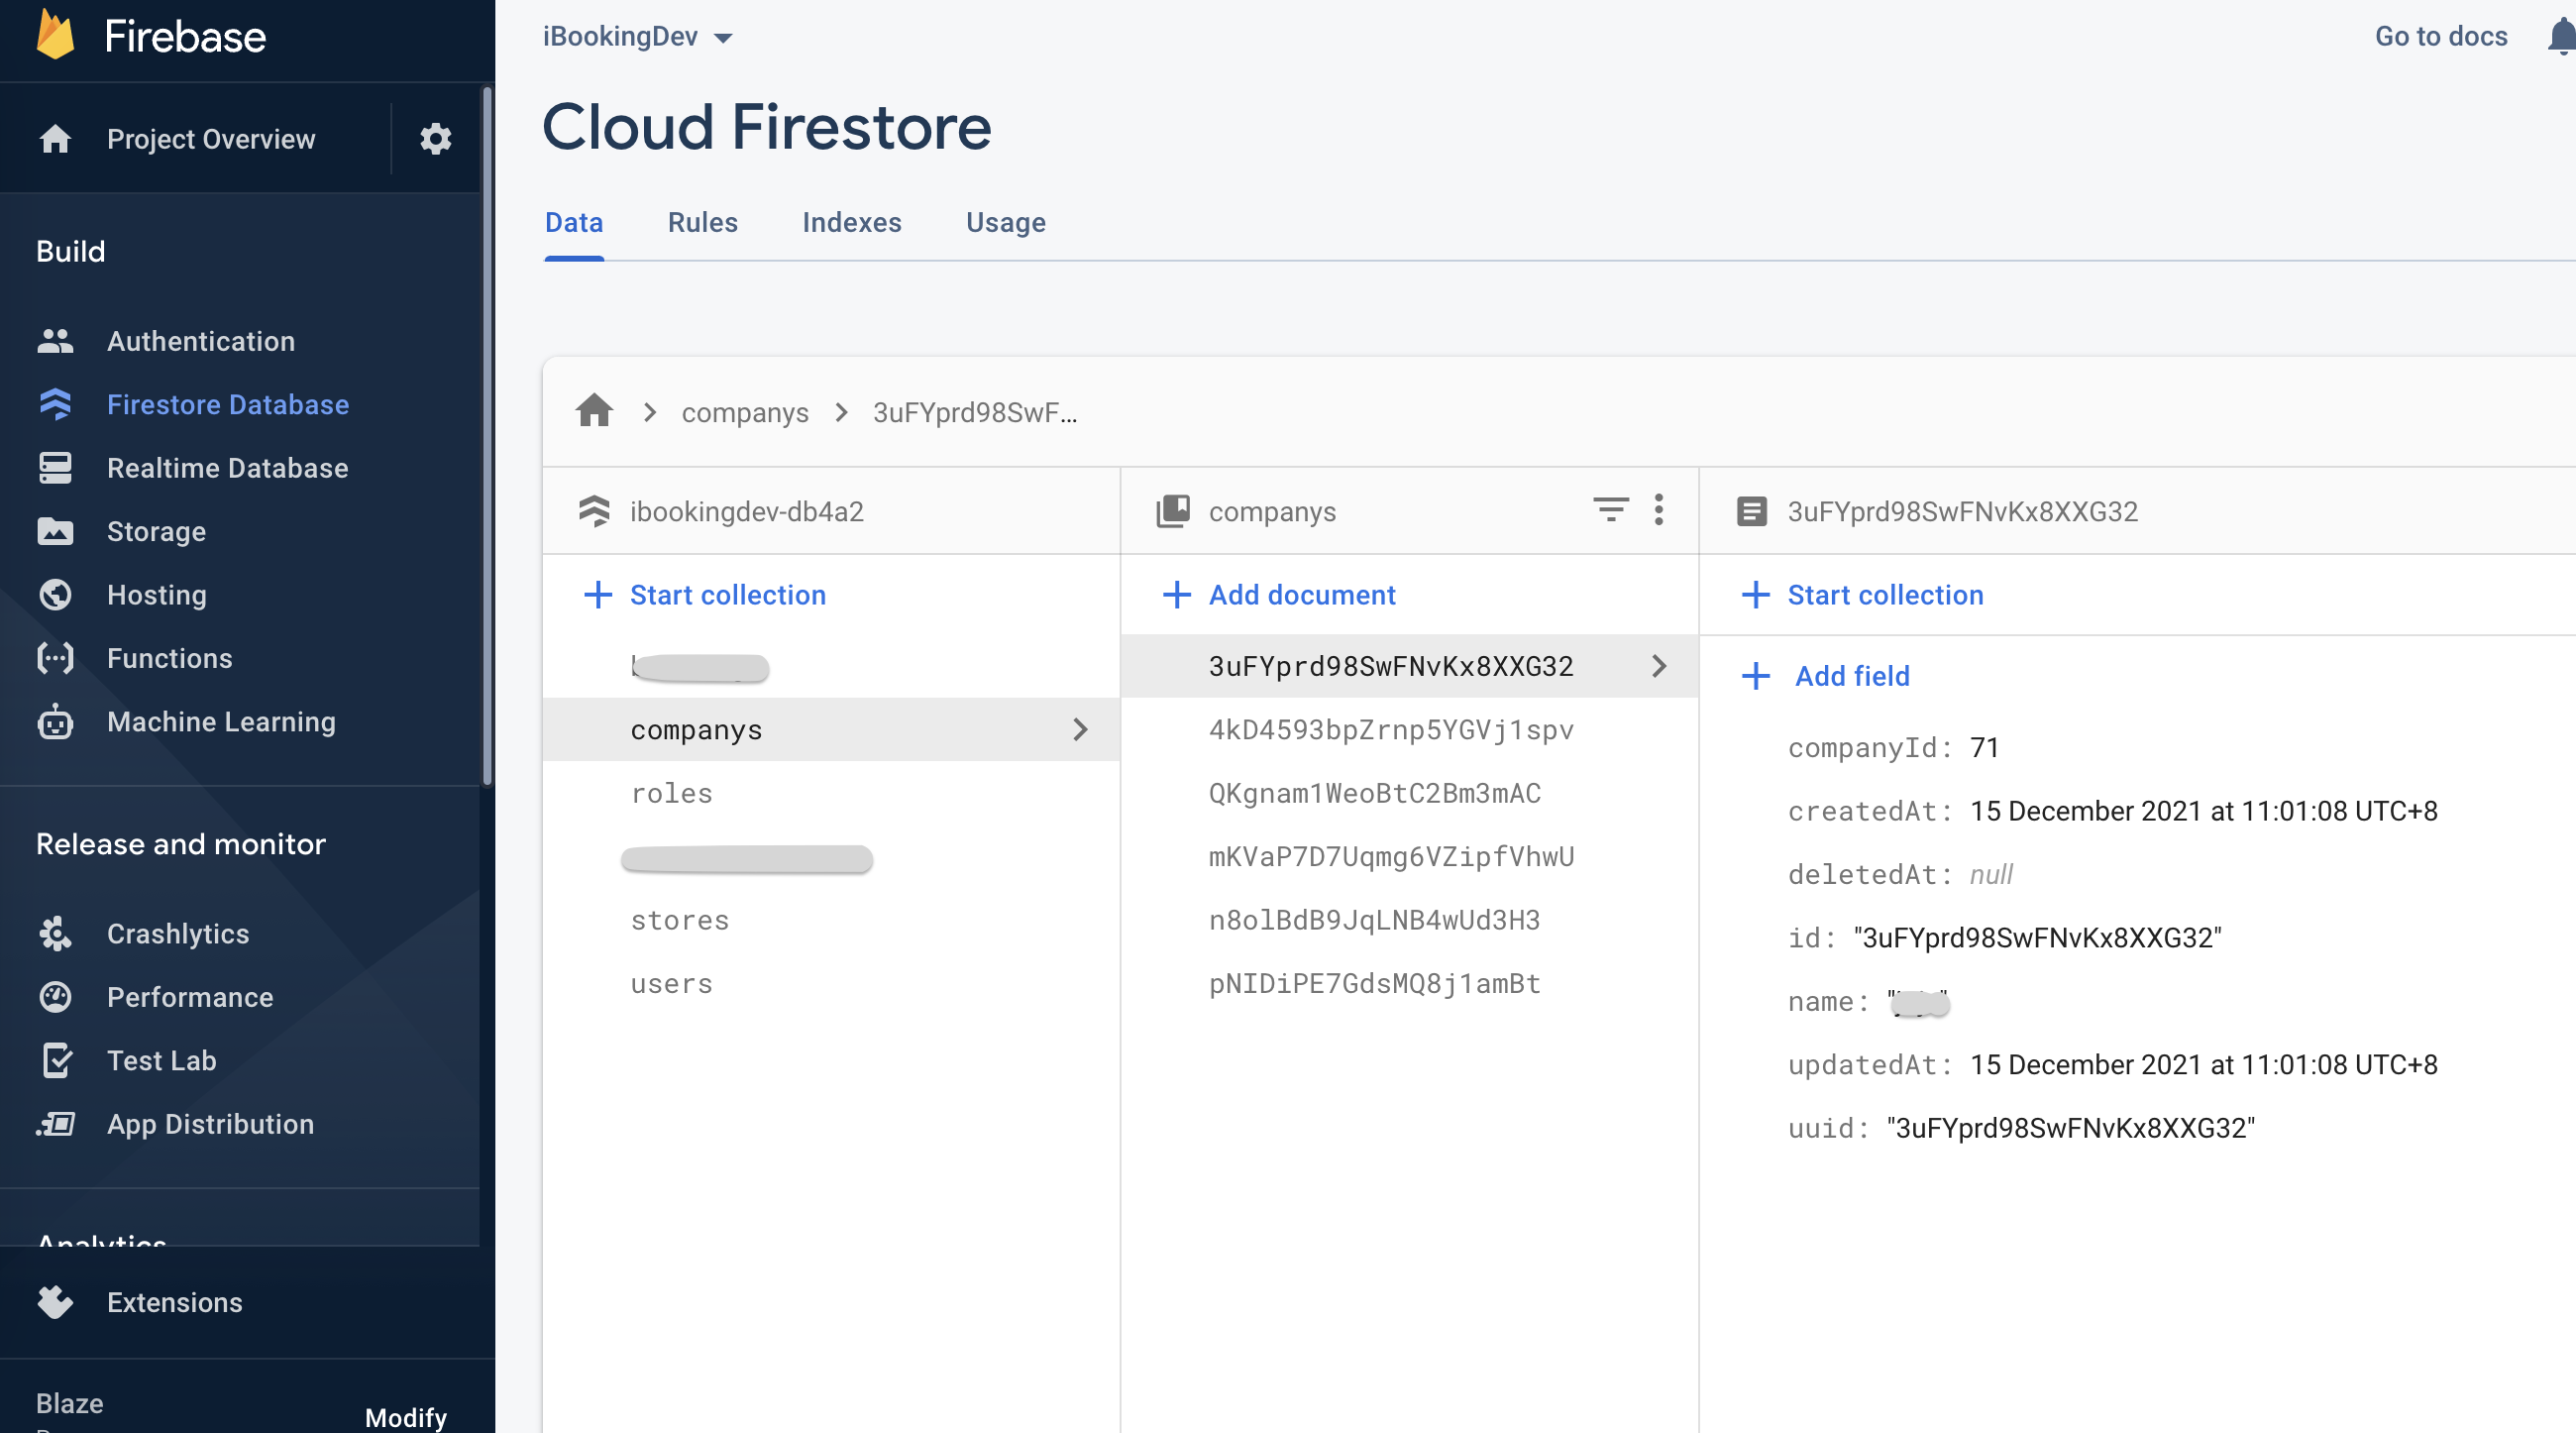 Firebase
Project Overview
Build
Authentication
Firestore Database
Realtime Database
Storage
Hosting
Functions
Machine Learning
Release and monitor
Crashlytics
Performance
Test Lab
App Distribution
Analytics
Extensions
Blaze
Modify
iBookingDev
Go to docs
Cloud Firestore
Data Rules Indexes Usage
companys 3uFYprd98SwF...
ibookingdev-db4a2
Start collection
companys
roles
stores
users
companys
Add document
3uFYprd98SwFNvKx8XXG32
4kD4593bpZrnp5YGVj1spv
QKgnam1WeoBtC2Bm3mAC
mKVaP7D7Uqmg6VZipfVhwU
n8olBdB9JqLNB4wUd3H3
pNIDiPE7GdsMQ8j1amBt
3uFYprd98SwFNvKx8XXG32
Start collection
Add field
companyId: 71
createdAt: 15 December 2021 at 11:01:08 UTC+8
deletedAt: null
id: "3uFYprd98SwFNvKx8XXG32"
name:
updatedAt: 15 December 2021 at 11:01:08 UTC+8
uuid: "3uFYprd98SwFNvKx8XXG32"